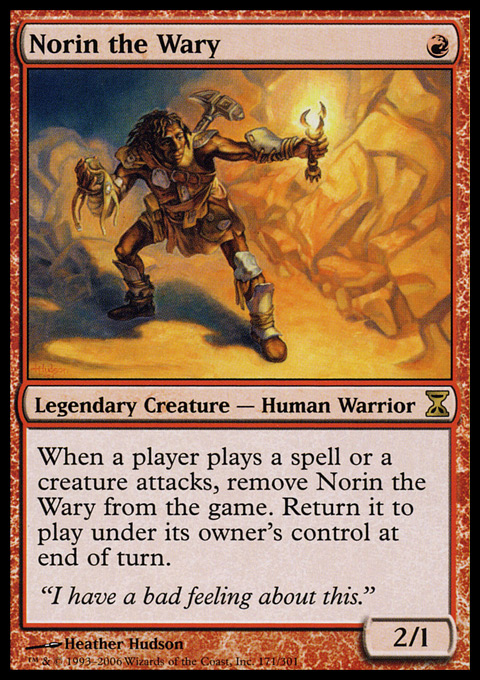 Norin the Wary
Hudson
Legendary Creature — Human Warrior
When a player plays a spell or a
creature attacks, remove Norin the
Wary from the game. Return it to
play under its owner's control at
end of turn.
"I have a bad feeling about this."
2/1
Heather Hudson
™ & © 1993–2006 Wizards of the Coast, Inc. 171/301